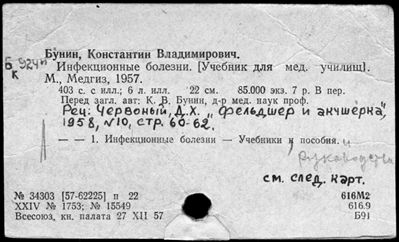 Бунин, Константин Владимирович.
Б 924и Инфекционные болезни. [Учебник для мед. училищ].
К М., Медгиз, 1957.
403 с. с илл.; 6 л. илл. 22 см. 85.000 экз. 7 р. В пер.
Перед загл. авт: К. В. Бунин, д-р мед. наук проф.
Рец: Червоный, Д.Х. „Фельдшер и акушерка",
1958, №10, стр. 60-62.
— — 1. Инфекционные болезни — Учебники и пособия.
Руководства
см. след. карт.
№ 34303 [57-62225] п 22 616М2
XXIV № 1753; № 15549 616.9
Всесоюз. кн. палата 27 XII 57 Б91